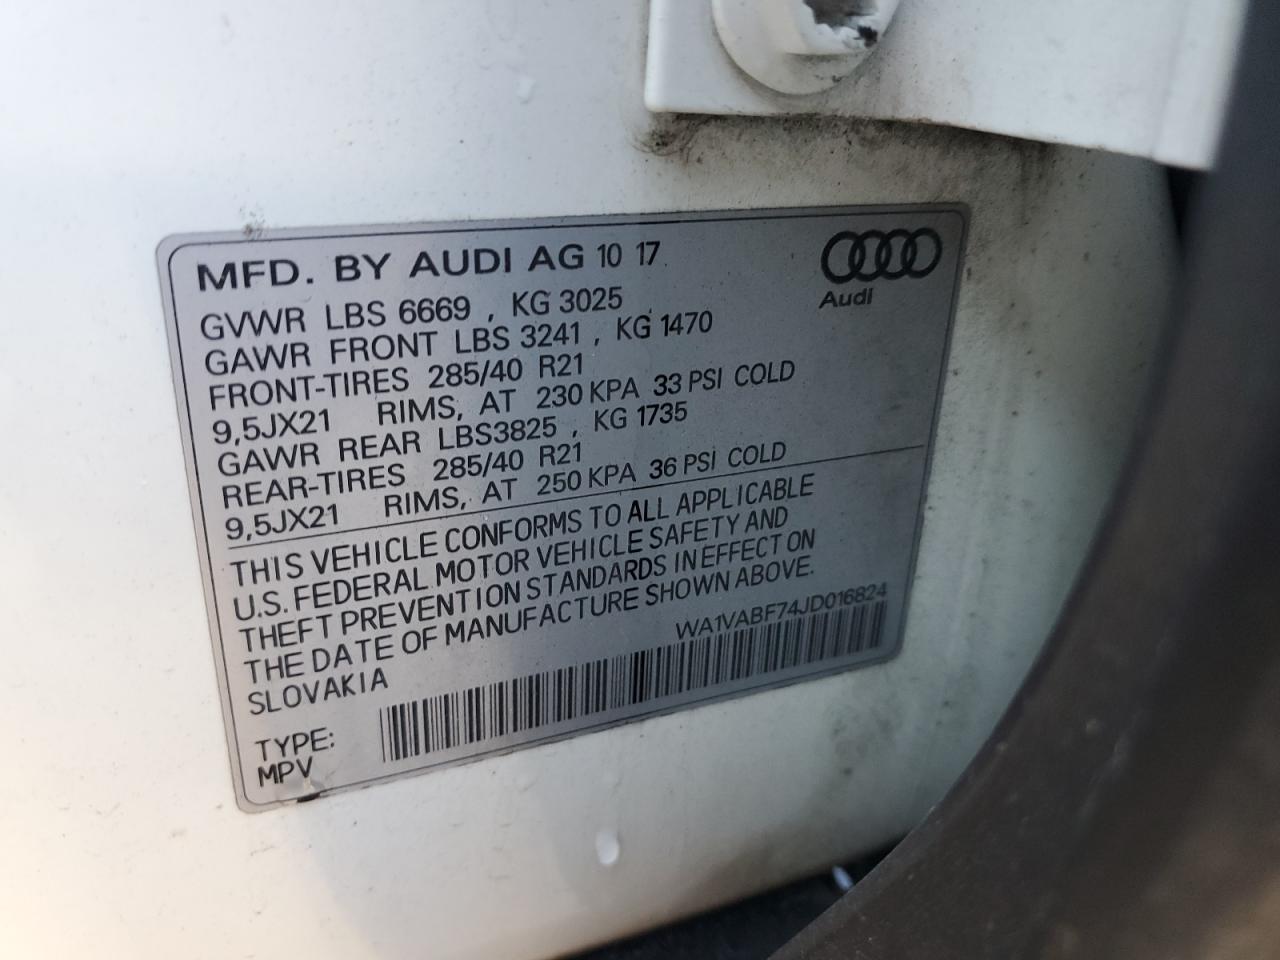 MFD. BY AUDI AG 10 17
Audi
GVWR LBS 6669 , KG 3025
GAWR FRONT LBS 3241 , KG 1470
FRONT-TIRES 285/40 R21
9,5JX21 RIMS, AT 230 KPA 33 PSI COLD
GAWR REAR LBS3825 , KG 1735
REAR-TIRES 285/40 R21
9,5JX21 RIMS, AT 250 KPA 36 PSI COLD
THIS VEHICLE CONFORMS TO ALL APPLICABLE
U.S. FEDERAL MOTOR VEHICLE SAFETY AND
THEFT PREVENTION STANDARDS IN EFFECT ON
THE DATE OF MANUFACTURE SHOWN ABOVE.
SLOVAKIA
WA1VABF74JD016824
TYPE:
MPV